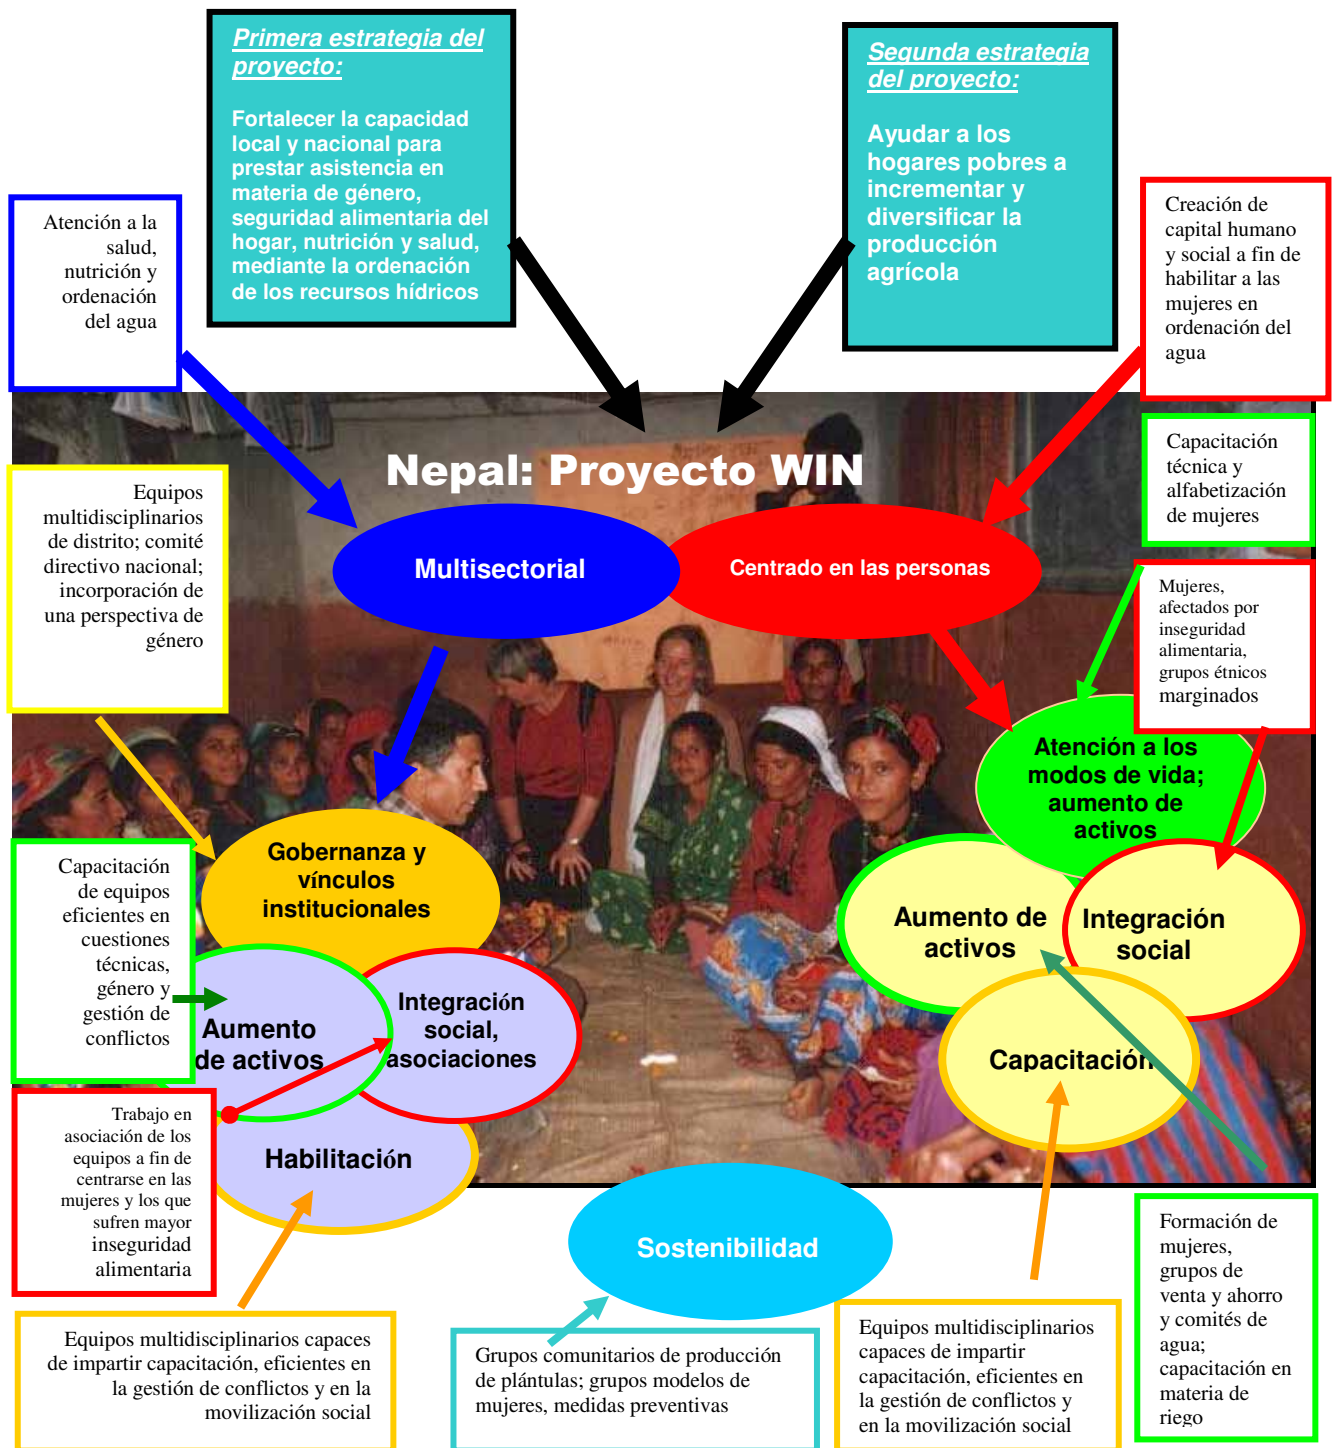 Primera estrategia del
proyecto:
Fortalecer la capacidad
local y nacional para
prestar asistencia en
materia de género,
seguridad alimentaria del
hogar, nutrición y salud,
mediante la ordenación
de los recursos hídricos
Segunda estrategia
del proyecto:
Ayudar a los
hogares pobres a
incrementar y
diversificar la
producción
agrícola
Atención a la
salud,
nutrición y
ordenación
del agua
Creación de
capital humano
y social a fin de
habilitar a las
mujeres en
ordenación del
agua
Capacitación
técnica y
alfabetización
de mujeres
Nepal: Proyecto WIN
Equipos
multidisciplinarios
de distrito; comité
directivo nacional;
incorporación de
una perspectiva de
género
Multisectorial
Centrado en las personas
Mujeres,
afectados por
inseguridad
alimentaria,
grupos étnicos
marginados
Atención a los
modos de vida;
aumento de
activos
Gobernanza y
vínculos
institucionales
Capacitación
de equipos
eficientes en
cuestiones
técnicas,
género y
gestión de
conflictos
Aumento de
activos
Integración
social
Integración
social,
asociaciones
Aumento
de activos
Capacitación
Trabajo en
asociación de los
equipos a fin de
centrarse en las
mujeres y los que
sufren mayor
inseguridad
alimentaria
Habilitación
Sostenibilidad
Formación de
mujeres,
grupos de
venta y ahorro
y comités de
agua;
capacitación en
materia de
riego
Equipos multidisciplinarios capaces
de impartir capacitación, eficientes en
la gestión de conflictos y en la
movilización social
Grupos comunitarios de producción
de plántulas; grupos modelos de
mujeres, medidas preventivas
Equipos multidisciplinarios
capaces de impartir
capacitación, eficientes en
la gestión de conflictos y
en la movilización social